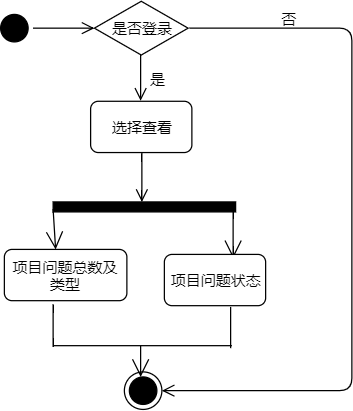 否
是否登录
是
选择查看
项目问题总数及
类型
项目问题状态